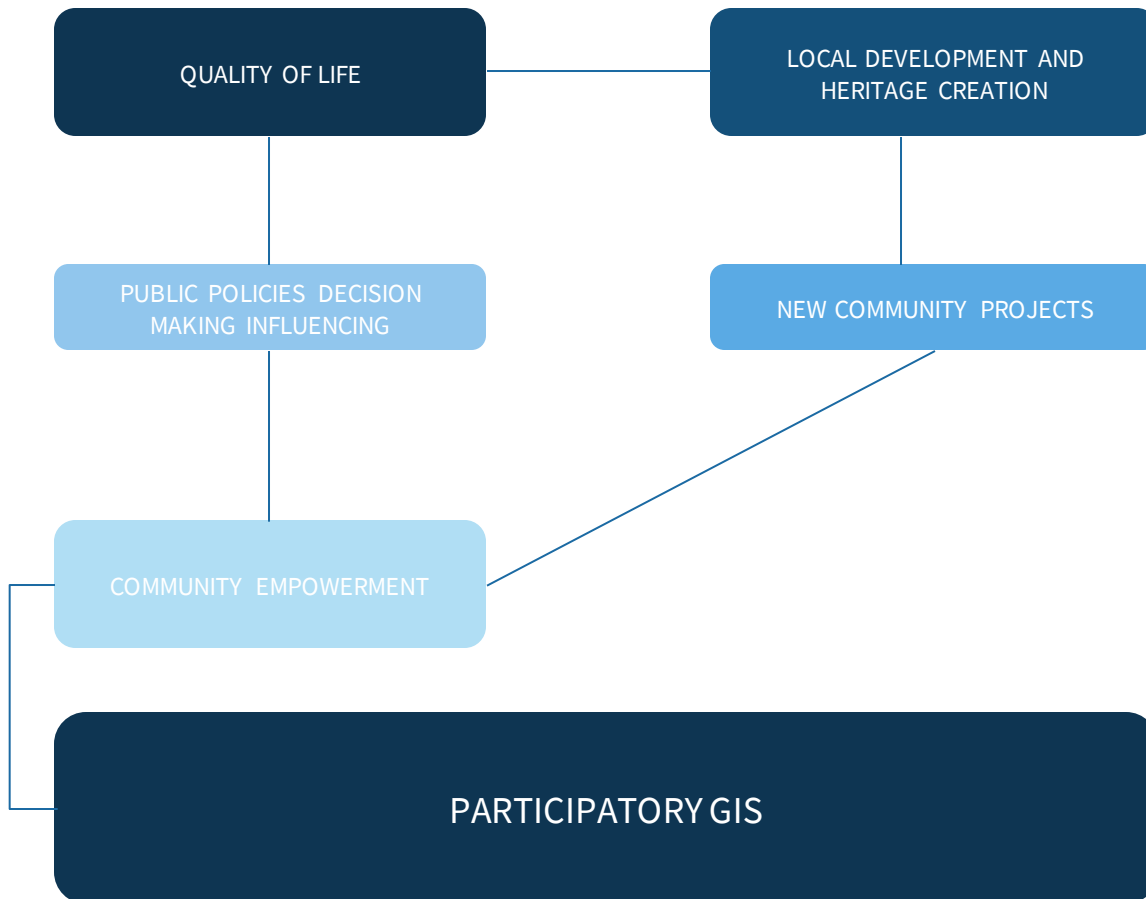 QUALITY OF LIFE
LOCAL DEVELOPMENT AND
HERITAGE CREATION
PUBLIC POLICIES DECISION
MAKING INFLUENCING
NEW COMMUNITY PROJECTS
COMMUNITY EMPOWERMENT
PARTICIPATORY GIS